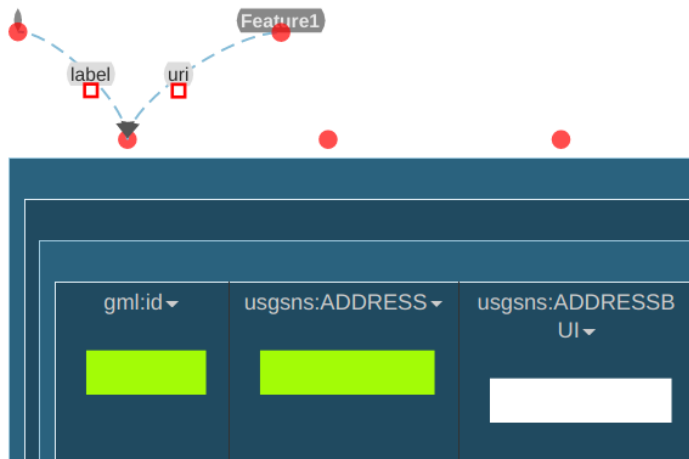 Feature1
label uri
gml:id usgsns:ADDRESS usgsns:ADDRESSB
UI